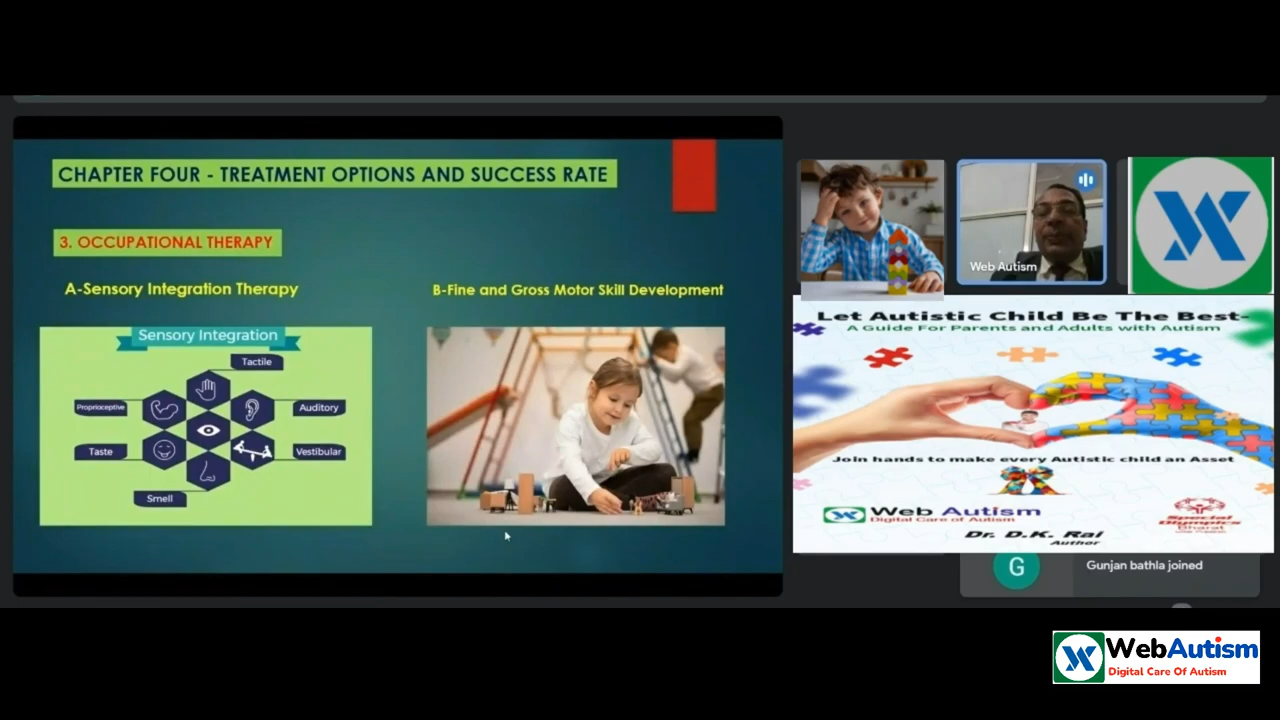 CHAPTER FOUR - TREATMENT OPTIONS AND SUCCESS RATE
3. OCCUPATIONAL THERAPY
A-Sensory Integration Therapy
B-Fine and Gross Motor Skill Development
Sensory Integration
Tactile
Proprioceptive
Auditory
Taste
Vestibular
Smell
Web Autism
Let Autistic Child Be The Best-
A Guide For Parents and Adults with Autism
Join hands to make every Autistic child an Asset
Web Autism
Digital Care of Autism
Special
Olympics
Bharat
Dr. D.K. Rai
Author
G
Gunjan bathla joined
WebAutism
Digital Care Of Autism